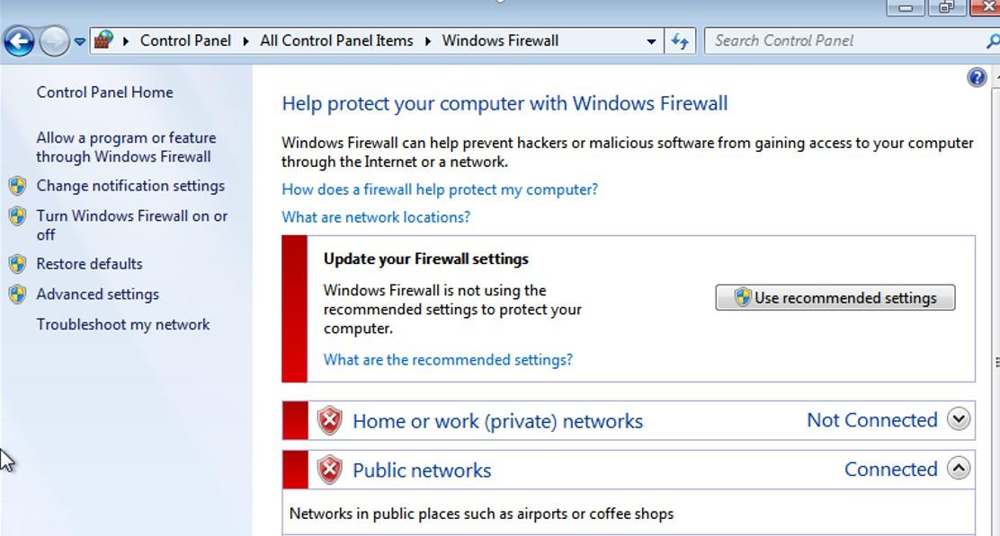 Control Panel
All Control Panel Items
Windows Firewall
Search Control Panel
Control Panel Home
Allow a program or feature
through Windows Firewall
Change notification settings
Turn Windows Firewall on or
off
Restore defaults
Advanced settings
Troubleshoot my network
Help protect your computer with Windows Firewall
Windows Firewall can help prevent hackers or malicious software from gaining access to your computer
through the Internet or a network.
How does a firewall help protect my computer?
What are network locations?
Update your Firewall settings
Windows Firewall is not using the
recommended settings to protect your
computer.
Use recommended settings
What are the recommended settings?
Home or work (private) networks Not Connected
Public networks Connected
Networks in public places such as airports or coffee shops